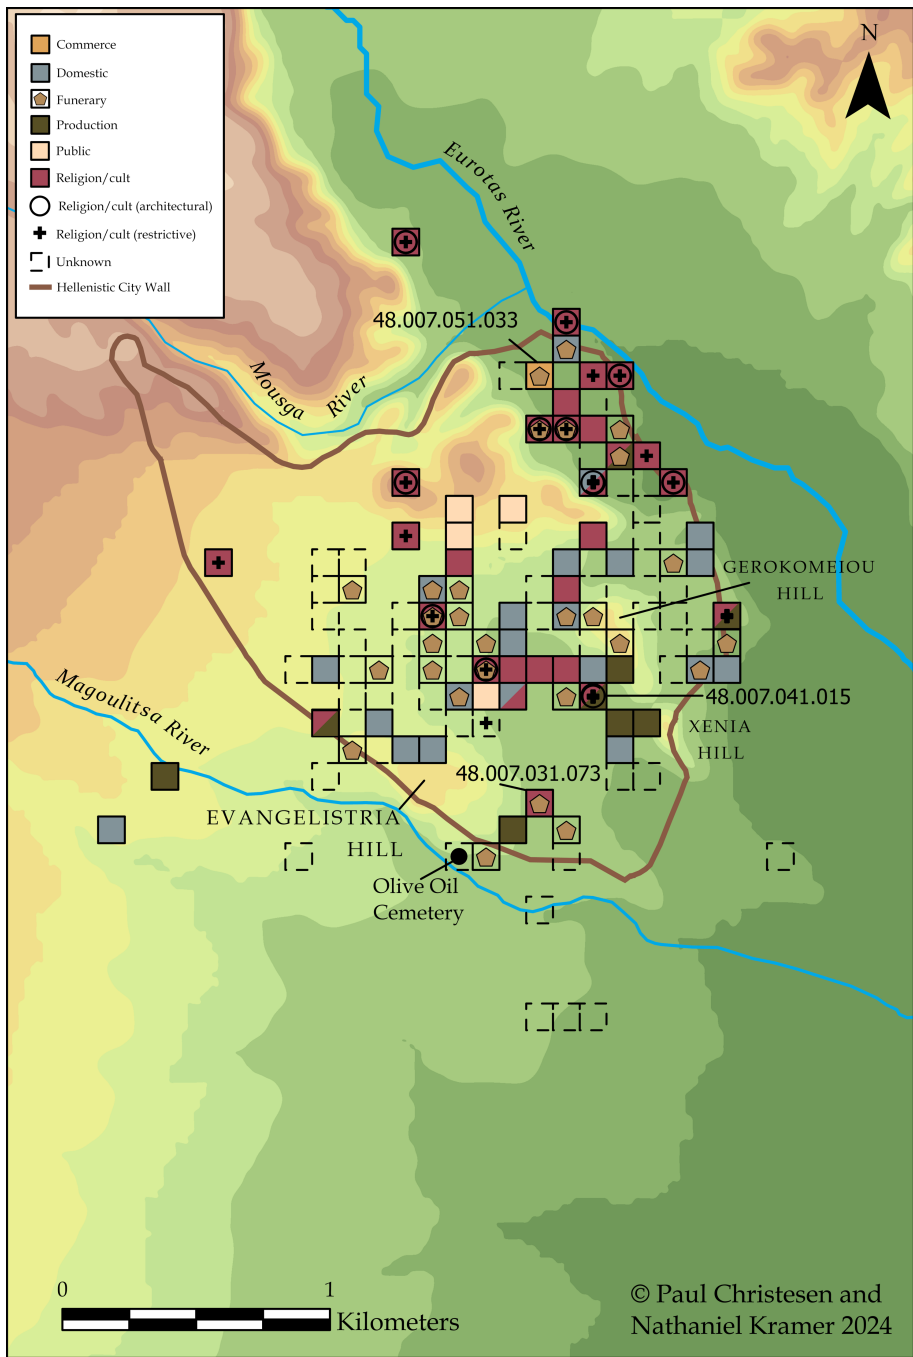 N
Commerce
Domestic
Funerary
Production
Public
Religion/cult
Religion/cult (architectural)
Religion/cult (restrictive)
Unknown
Hellenistic City Wall
Eurotas River
48.007.051.033
Mousga River
GEROKOMEIOU
HILL
Magoulitsa River
48.007.041.015
XENIA
HILL
48.007.031.073
EVANGELISTRIA
HILL
Olive Oil
Cemetery
0 1
Kilometers
© Paul Christesen and
Nathaniel Kramer 2024